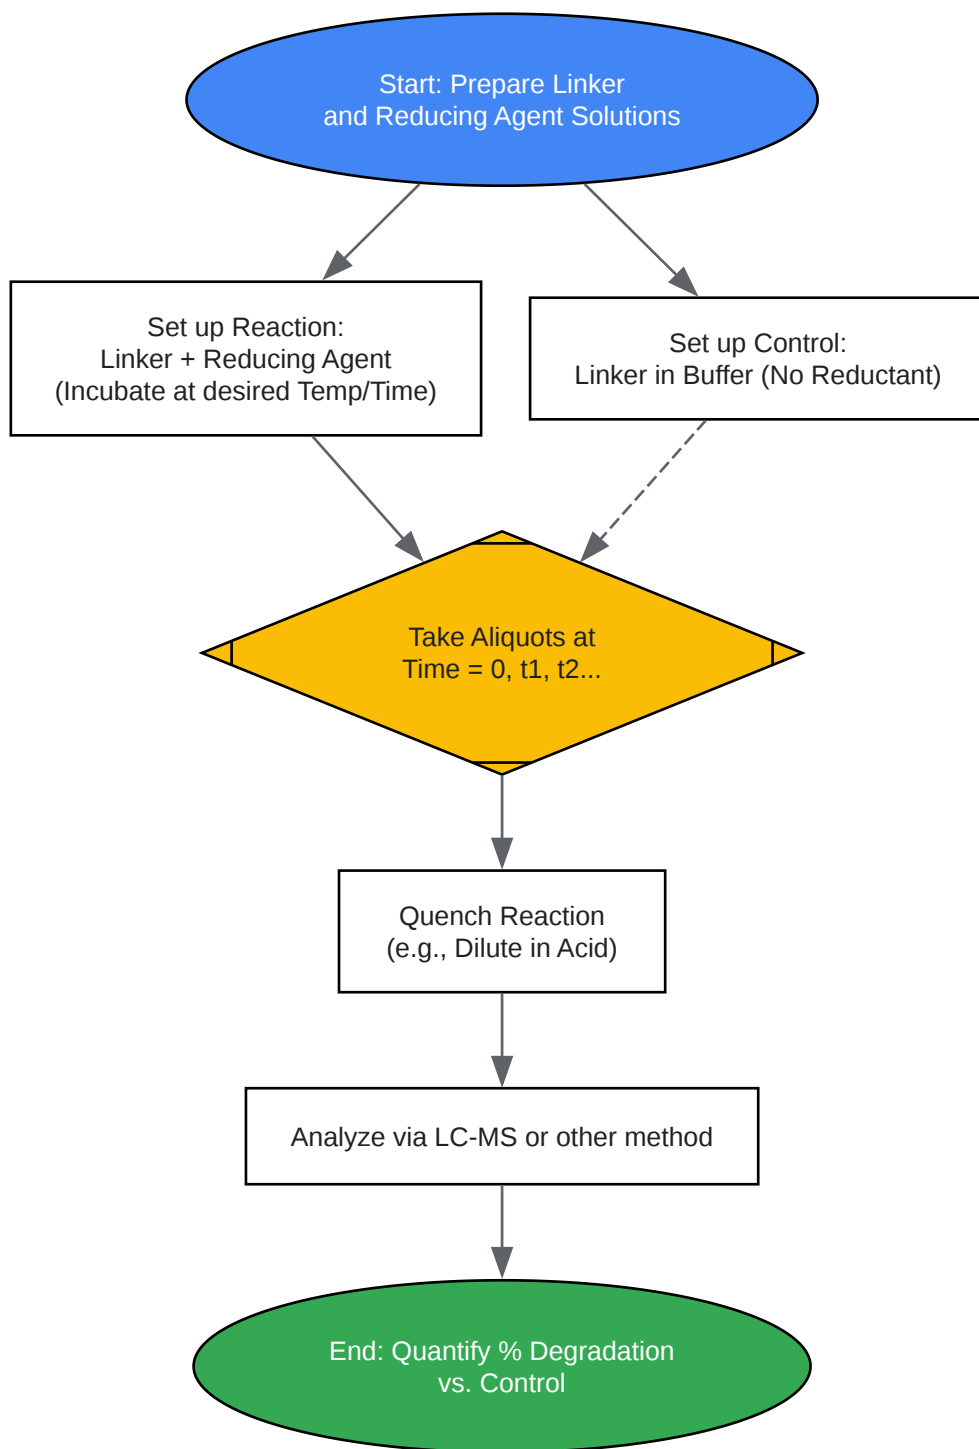 Start: Prepare Linker
and Reducing Agent Solutions
Set up Reaction:
Linker + Reducing Agent
(Incubate at desired Temp/Time)
Set up Control:
Linker in Buffer (No Reductant)
Take Aliquots at
Time = 0, t1, t2...
Quench Reaction
(e.g., Dilute in Acid)
Analyze via LC-MS or other method
End: Quantify % Degradation
vs. Control